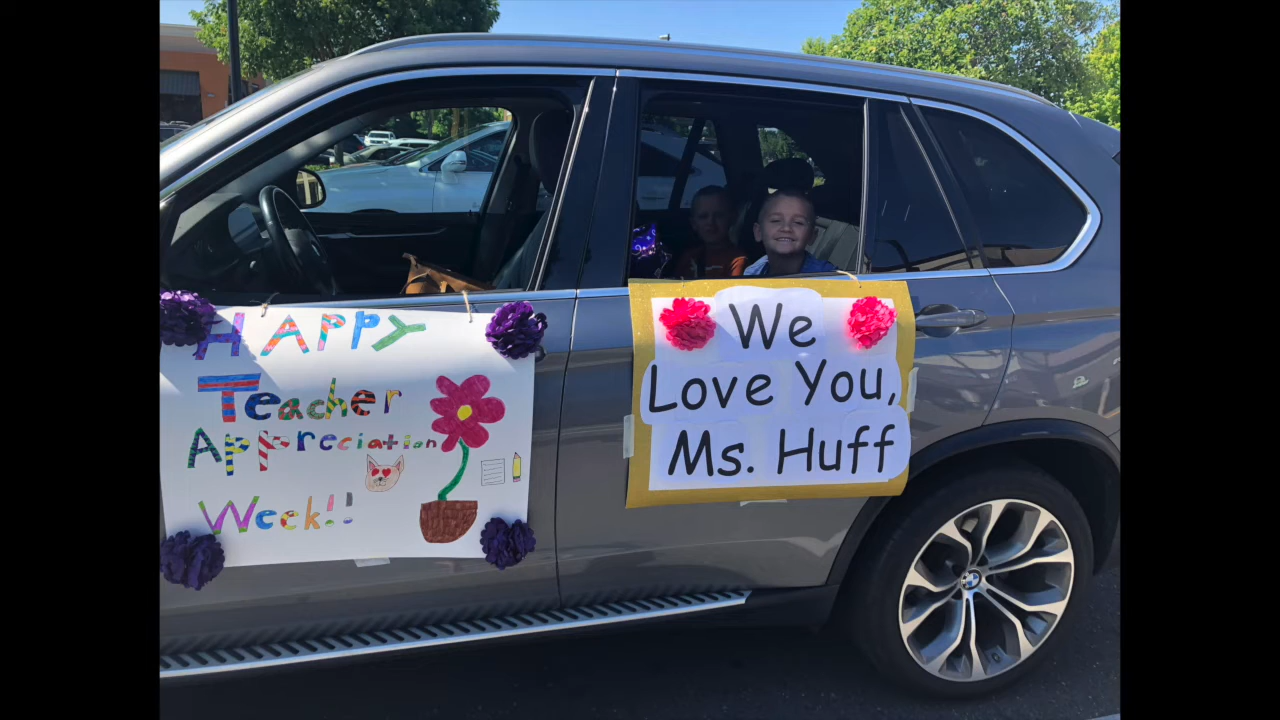 HAPPY
Teacher
Appreciation
Week!!
We
Love You,
Ms. Huff